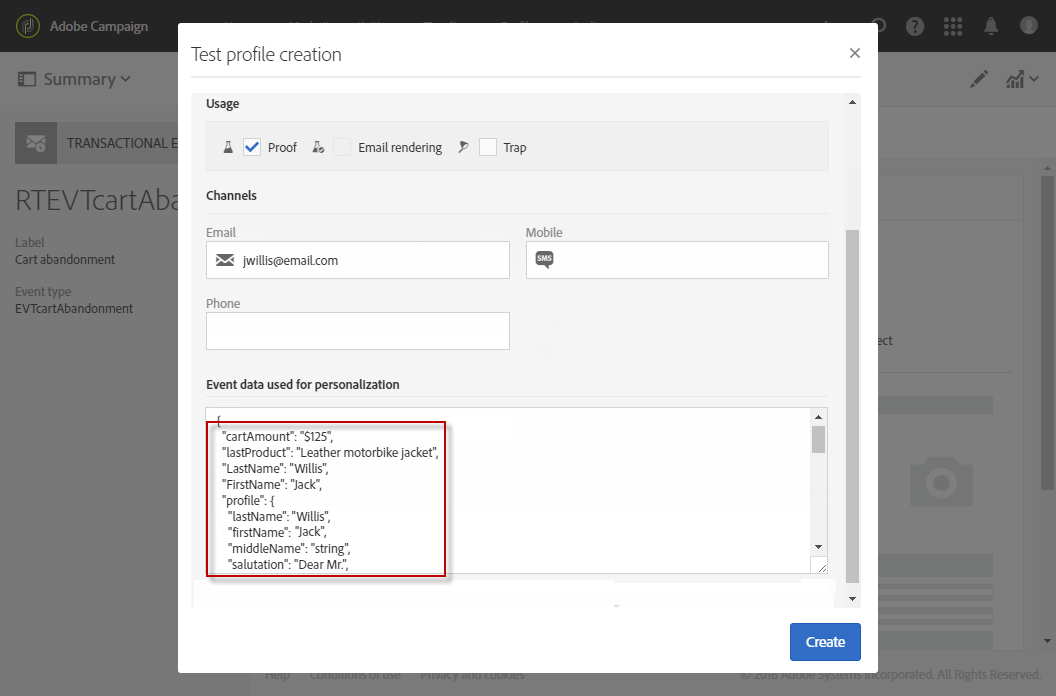 Adobe Campaign
Test profile creation
Summary
Usage
Proof
Email rendering
Trap
TRANSACTIONAL E
RTEVTcartAba
Channels
Label
Cart abandonment
Event type
EVTcartAbandonment
Email
Mobile
jwillis@email.com
SMS
Phone
ect
Event data used for personalization
{
"cartAmount": "$125",
"lastProduct": "Leather motorbike jacket",
"LastName": "Willis",
"FirstName": "Jack",
"profile": {
"lastName": "Willis",
"firstName": "Jack",
"middleName": "string",
"salutation": "Dear Mr.",
Create
Help
Conditions of use
Privacy and cookies
© 2016 Adobe Systems Incorporated. All Rights Reserved.